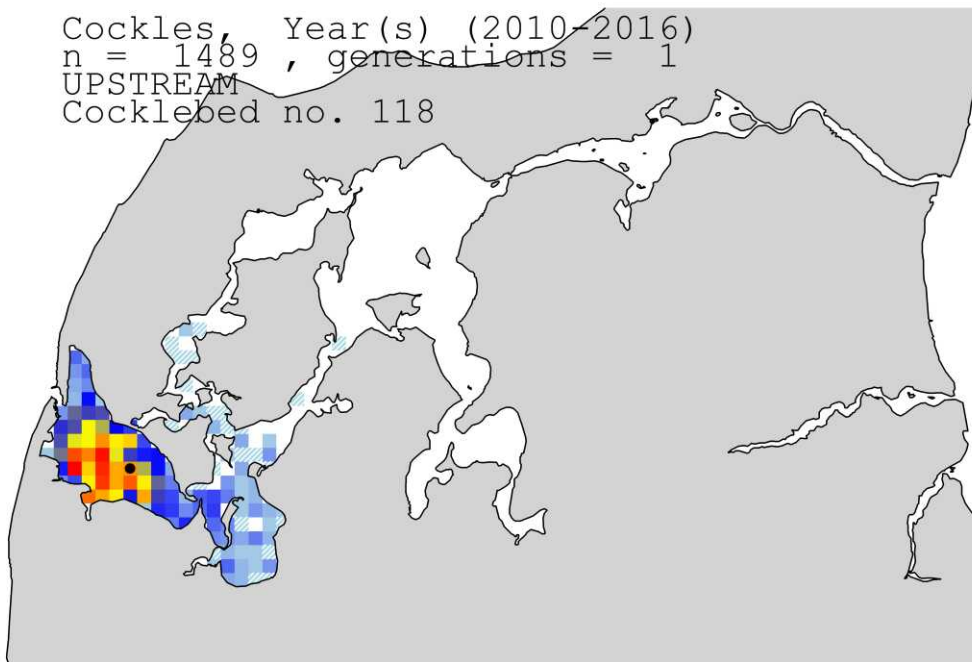 Cockles, Year(s) (2010-2016)
n = 1489 , generations = 1
UPSTREAM
Cocklebed no. 118